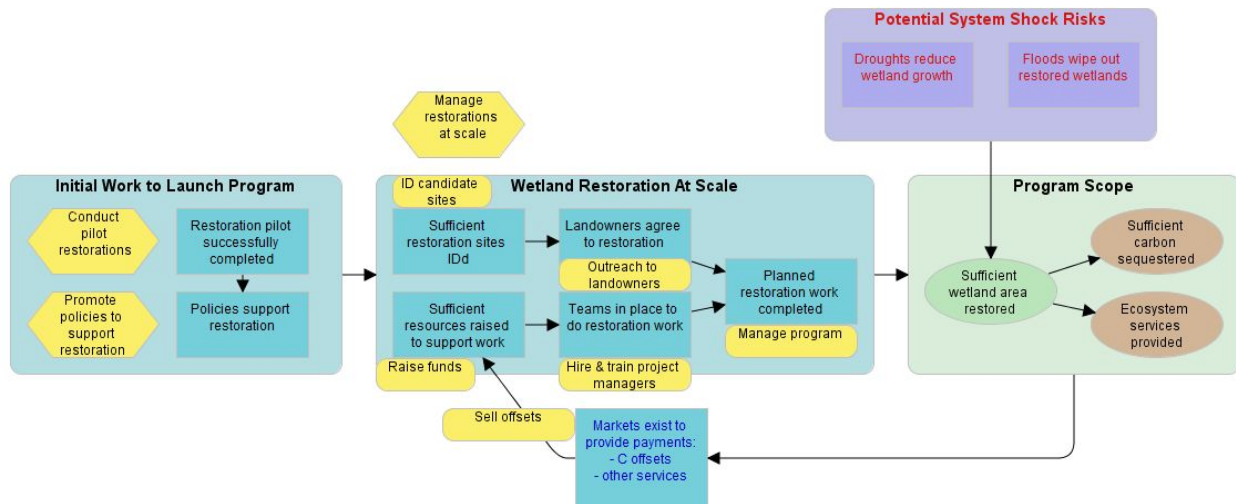 Potential System Shock Risks
Droughts reduce
wetland growth
Floods wipe out
restored wetlands
Manage
restorations
at scale
Initial Work to Launch Program
Conduct
pilot
restorations
Restoration pilot
successfully
completed
Promote
policies to
support
restoration
Policies support
restoration
Wetland Restoration At Scale
ID candidate
sites
Sufficient
restoration sites
IDd
Landowners agree
to restoration
Outreach to
landowners
Sufficient
resources raised
to support work
Raise funds
Teams in place to
do restoration work
Hire & train project
managers
Planned
restoration work
completed
Manage program
Program Scope
Sufficient
wetland area
restored
Sufficient
carbon
sequestered
Ecosystem
services
provided
Sell offsets
Markets exist to
provide payments:
- C offsets
- other services